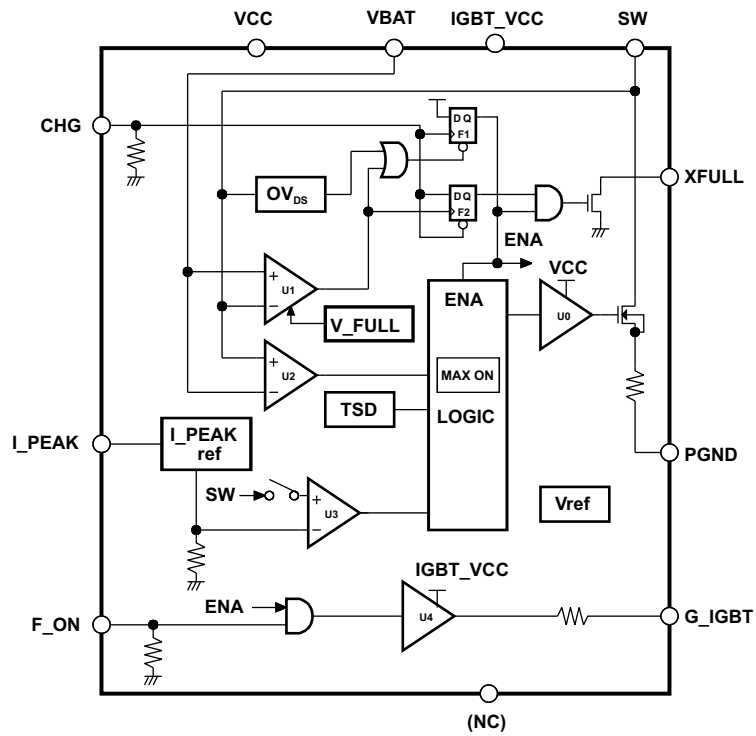 VCC
VBAT
IGBT_VCC
SW
CHG
D Q
F1
XFULL
OVDS
D Q
F2
ENA
VCC
+
U1
−
ENA
U0
V_FULL
+
U2
−
MAX ON
TSD
LOGIC
I_PEAK
I_PEAK
ref
PGND
SW
+
U3
−
Vref
IGBT_VCC
ENA
F_ON
U4
G_IGBT
(NC)